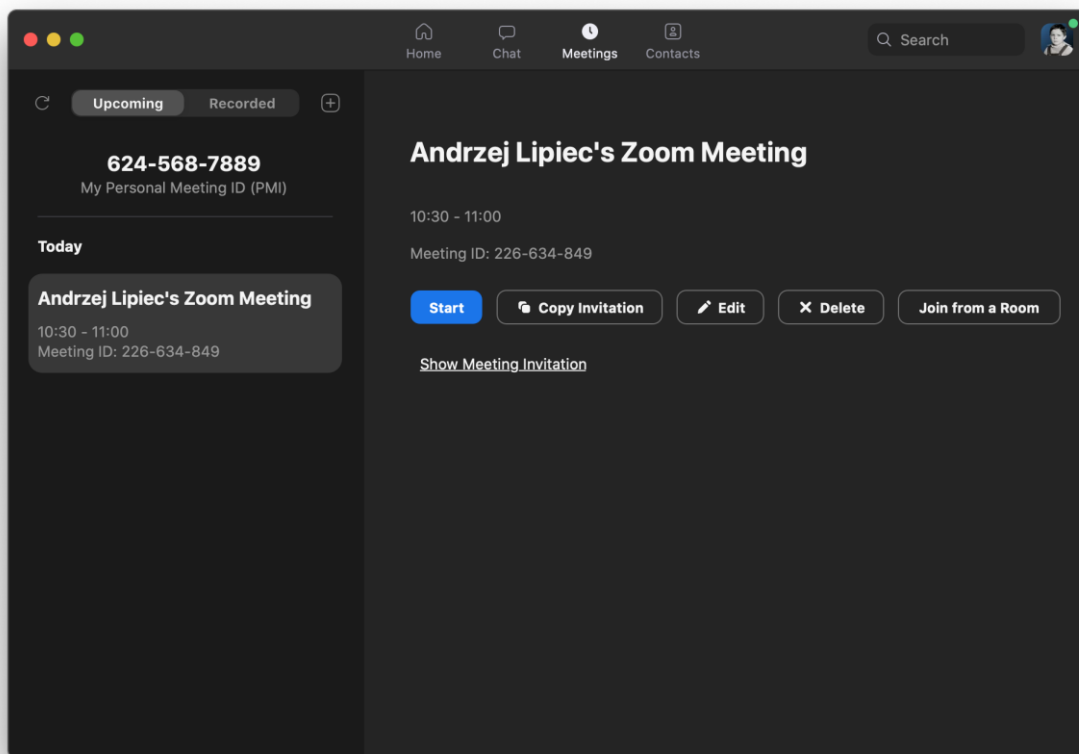 Home Chat Meetings Contacts
Search
Upcoming Recorded
624-568-7889
My Personal Meeting ID (PMI)
Today
Andrzej Lipiec's Zoom Meeting
10:30 - 11:00
Meeting ID: 226-634-849
Andrzej Lipiec's Zoom Meeting
10:30 - 11:00
Meeting ID: 226-634-849
Start Copy Invitation Edit Delete Join from a Room
Show Meeting Invitation